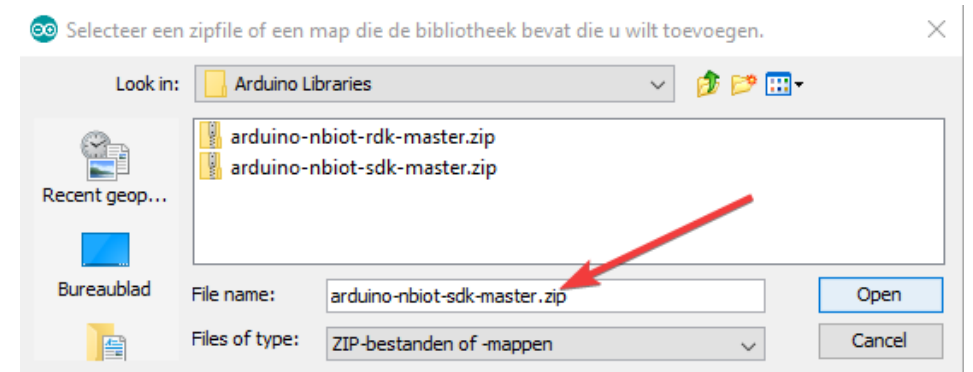 Selecteer een zipfile of een map die de bibliotheek bevat die u wilt toevoegen.
Look in: Arduino Libraries
arduino-nbiot-rdk-master.zip
arduino-nbiot-sdk-master.zip
Recent geop...
Bureaublad
File name: arduino-nbiot-sdk-master.zip Open
Files of type: ZIP-bestanden of -mappen Cancel